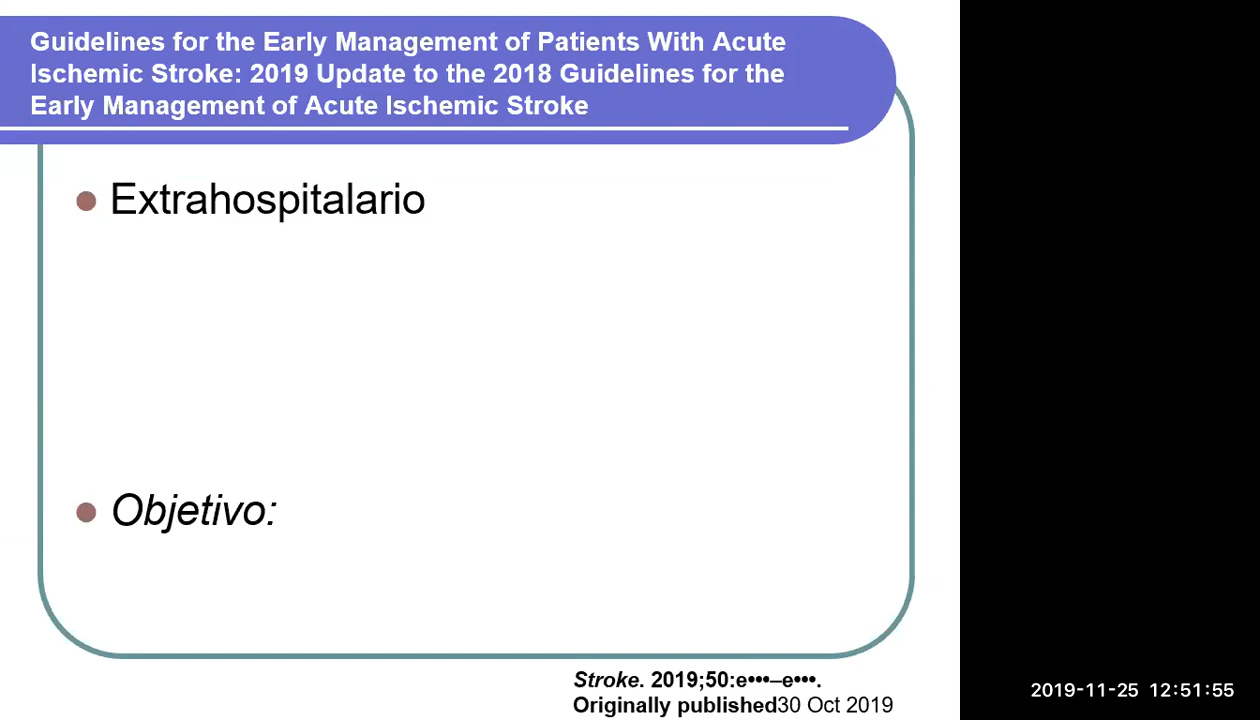 Guidelines for the Early Management of Patients With Acute
Ischemic Stroke: 2019 Update to the 2018 Guidelines for the
Early Management of Acute Ischemic Stroke
Extrahospitalario
Objetivo:
Stroke. 2019;50:e•••–e•••.
Originally published30 Oct 2019
2019-11-25 12:51:55